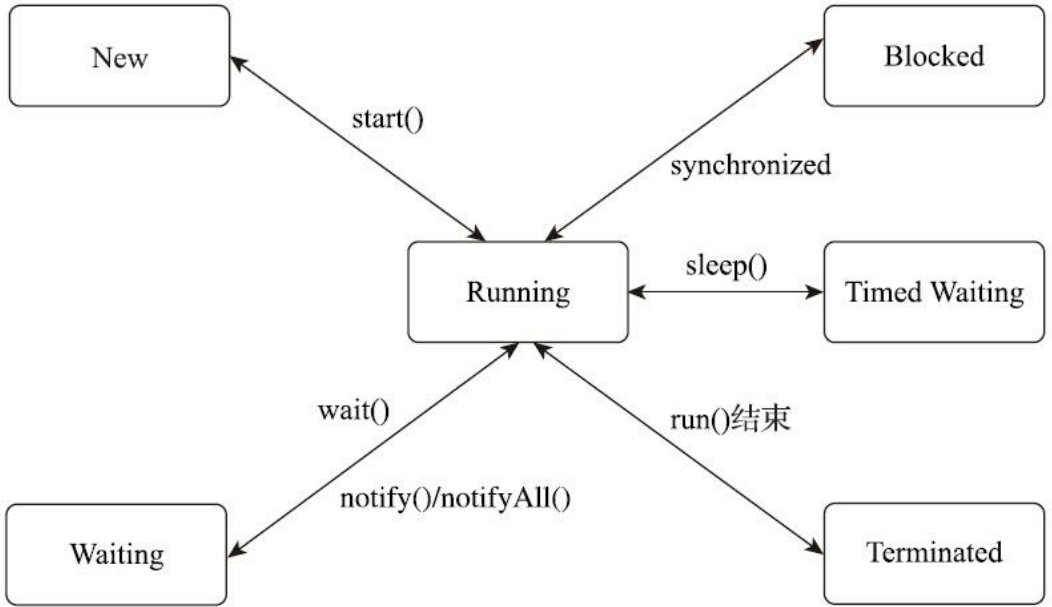 New
Blocked
start()
synchronized
Running
sleep()
Timed Waiting
wait()
run()结束
notify()/notifyAll()
Waiting
Terminated